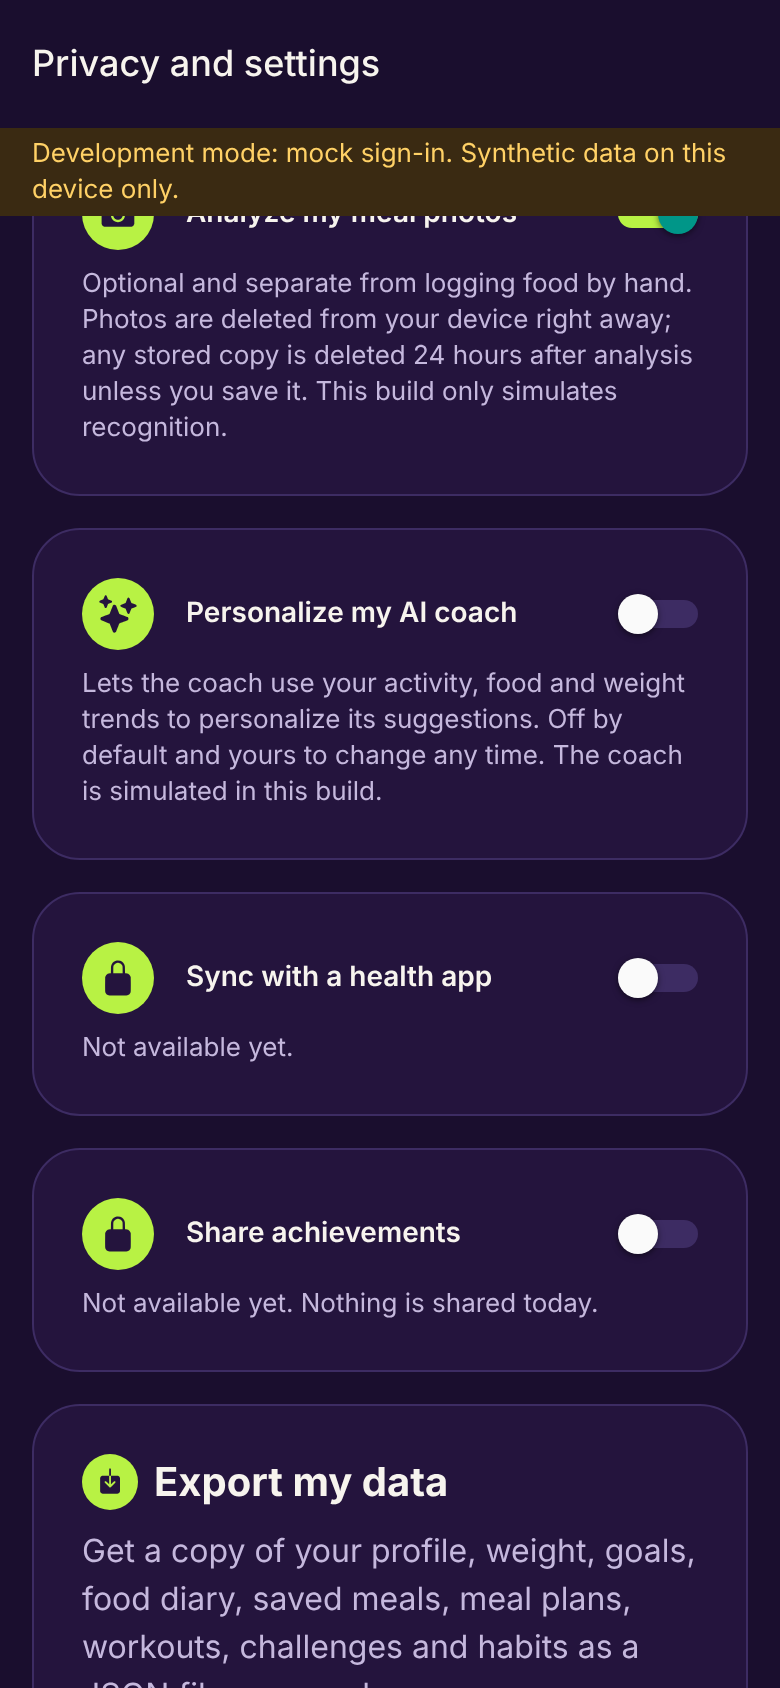 Privacy and settings
Development mode: mock sign-in. Synthetic data on this
device only.
Analyze my meal photos
Optional and separate from logging food by hand.
Photos are deleted from your device right away;
any stored copy is deleted 24 hours after analysis
unless you save it. This build only simulates
recognition.
Personalize my AI coach
Lets the coach use your activity, food and weight
trends to personalize its suggestions. Off by
default and yours to change any time. The coach
is simulated in this build.
Sync with a health app
Not available yet.
Share achievements
Not available yet. Nothing is shared today.
Export my data
Get a copy of your profile, weight, goals,
food diary, saved meals, meal plans,
workouts, challenges and habits as a